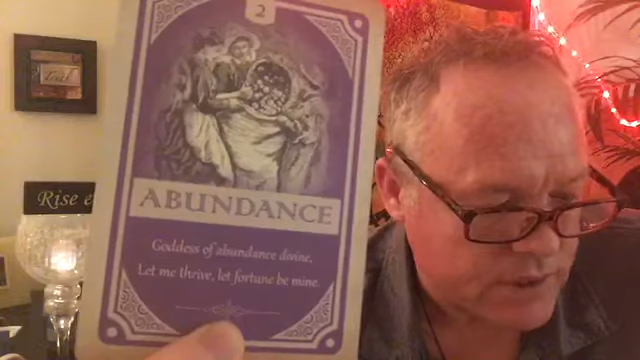 2
ABUNDANCE
Goddess of abundance divine,
Let me thrive, let fortune be mine.
Rise